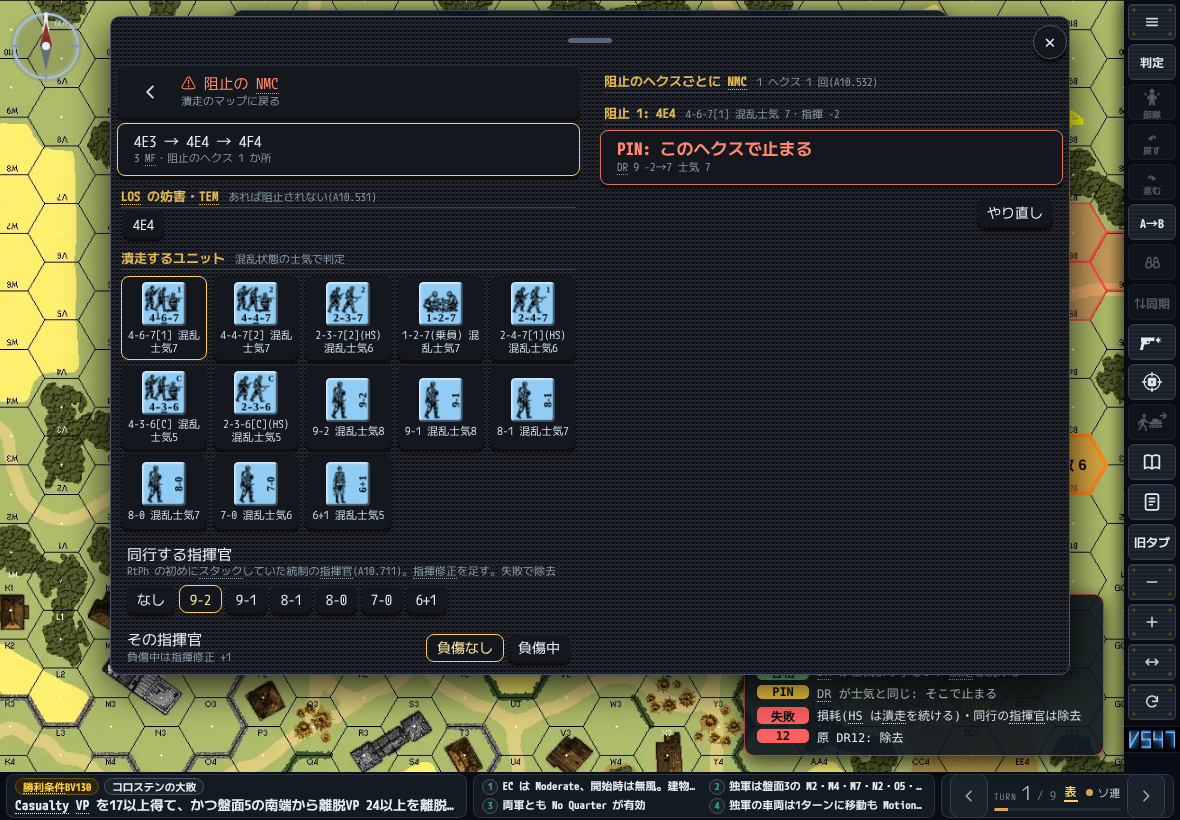 阻止の NMC
潰走のマップに戻る
4E3 → 4E4 → 4F4
3 MF・阻止のヘクス 1 か所
LOS の妨害・TEM あれば阻止されない(A10.531)
4E4
潰走するユニット 混乱状態の士気で判定
4-6-7[1] 混乱士気7
4-4-7[2] 混乱士気7
2-3-7[2](HS) 混乱士気6
1-2-7(乗員) 混乱士気7
2-4-7[1](HS) 混乱士気6
4-3-6[C] 混乱士気5
2-3-6[C](HS) 混乱士気5
9-2 混乱士気8
9-1 混乱士気8
8-1 混乱士気7
8-0 混乱士気7
7-0 混乱士気6
6+1 混乱士気5
同行する指揮官
RtPh の初めにスタックしていた統制の指揮官(A10.711)。指揮修正を足す。失敗で除去
なし 9-2 9-1 8-1 8-0 7-0 6+1
その指揮官
負傷中は指揮修正 +1
負傷なし 負傷中
阻止のヘクスごとに NMC 1 ヘクス 1 回(A10.532)
阻止 1: 4E4 4-6-7[1] 混乱士気 7・指揮 -2
PIN: このヘクスで止まる
DR 9 -2→7 士気 7
やり直し
判定
部隊
戻す
進む
A→B
⇅同期
旧タブ
V547
PIN DR が士気と同じ: そこで止まる
失敗 損耗(HS は潰走を続ける)・同行の指揮官は除去
12 原 DR12: 除去
勝利条件BV130 コロステンの大敗
Casualty VP を17以上得て、かつ盤面5の南端から離脱VP 24以上を離脱…
1 EC は Moderate、開始時は無風。建物…
2 独軍は盤面3の M2・M4・M7・N2・O5・…
3 両軍とも No Quarter が有効
4 独軍の車両は1ターンに移動も Motion…
TURN 1 / 9 表 ソ連